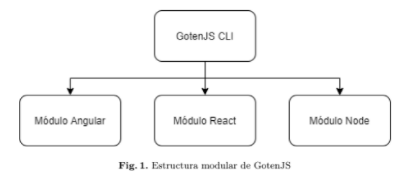 GotenJS CLI
Módulo Angular Módulo React Módulo Node
Fig. 1. Estructura modular de GotenJS